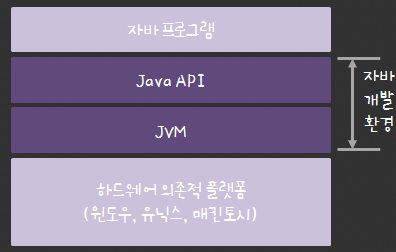 자바 프로그램
Java API
JVM
자바
개발
환경
하드웨어 의존적 플랫폼
(윈도우, 유닉스, 매킨토시)